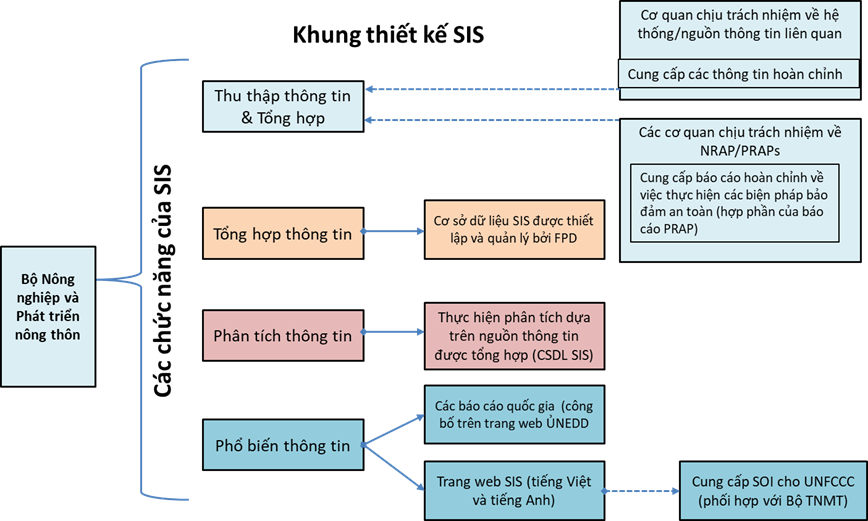 Khung thiết kế SIS
Cơ quan chịu trách nhiệm về hệ
thống/nguồn thông tin liên quan
Cung cấp các thông tin hoàn chỉnh
Thu thập thông tin
& Tổng hợp
Các cơ quan chịu trách nhiệm về
NRAP/PRAPs
Cung cấp báo cáo hoàn chỉnh về
việc thực hiện các biện pháp bảo
đảm an toàn (hợp phần của báo
cáo PRAP)
Các chức năng của SIS
Tổng hợp thông tin
Cơ sở dữ liệu SIS được thiết
lập và quản lý bởi FPD
Bộ Nông
nghiệp và
Phát triển
nông thôn
Phân tích thông tin
Thực hiện phân tích dựa
trên nguồn thông tin
được tổng hợp (CSDL SIS)
Phổ biến thông tin
Các báo cáo quốc gia (công
bố trên trang web ỦNEDD
Trang web SIS (tiếng Việt
và tiếng Anh)
Cung cấp SOI cho UNFCCC
(phối hợp với Bộ TNMT)